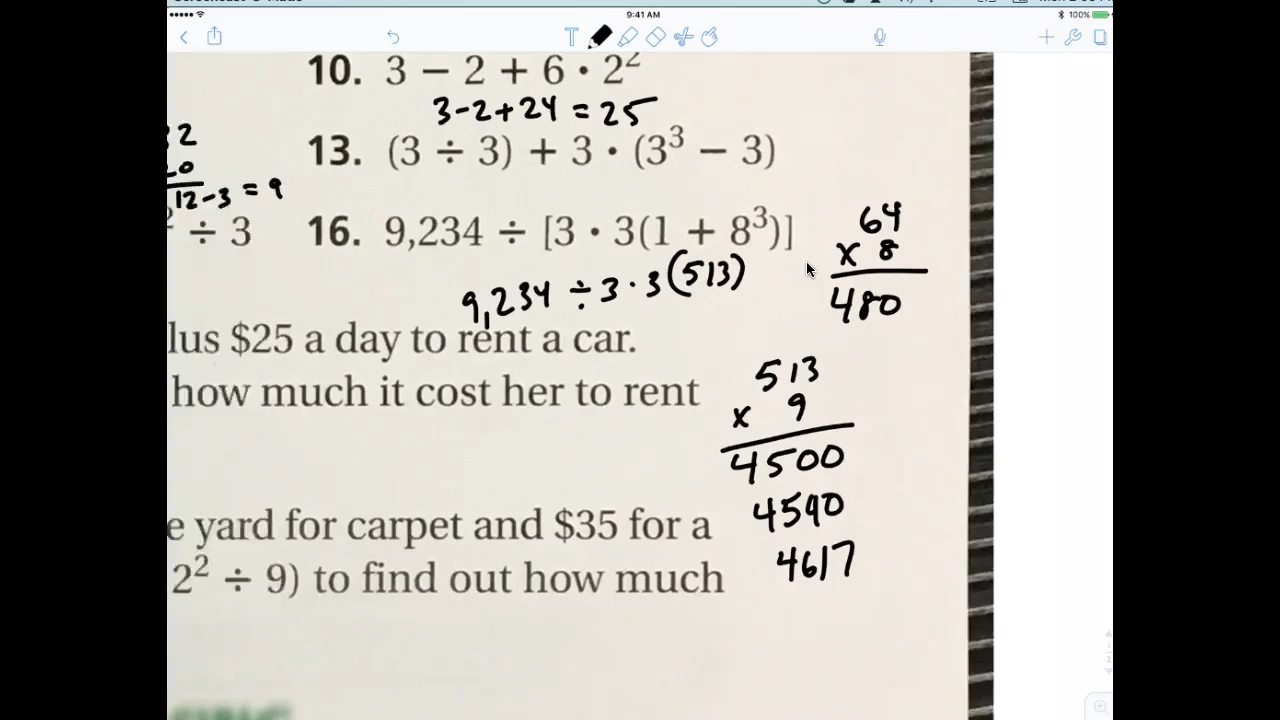 9:41 AM
100%
T
10. 3 − 2 + 6 · 2²
3-2+24 = 25
13. (3 ÷ 3) + 3 · (3³ − 3)
12-3 = 9
² ÷ 3
16. 9,234 ÷ [3 · 3(1 + 8³)]
9,234 ÷ 3 · 3(513)
64
x 8
480
lus $25 a day to rent a car.
how much it cost her to rent
513
x 9
4500
4590
4617
e yard for carpet and $35 for a
2² ÷ 9) to find out how much